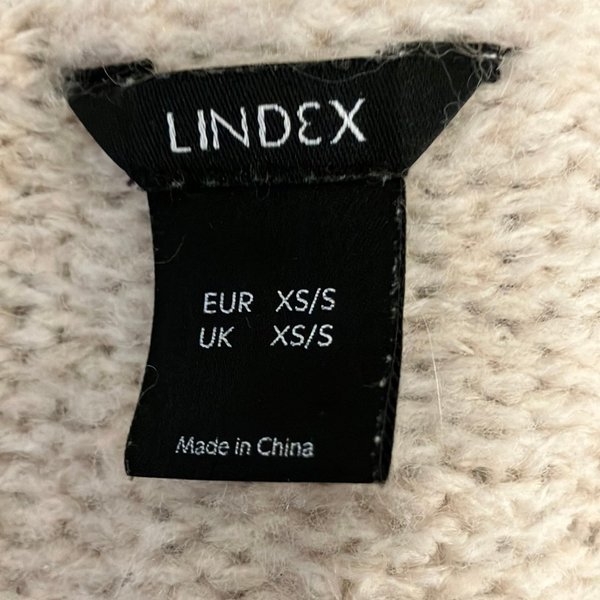 LINDEX
EUR XS/S
UK XS/S
Made in China